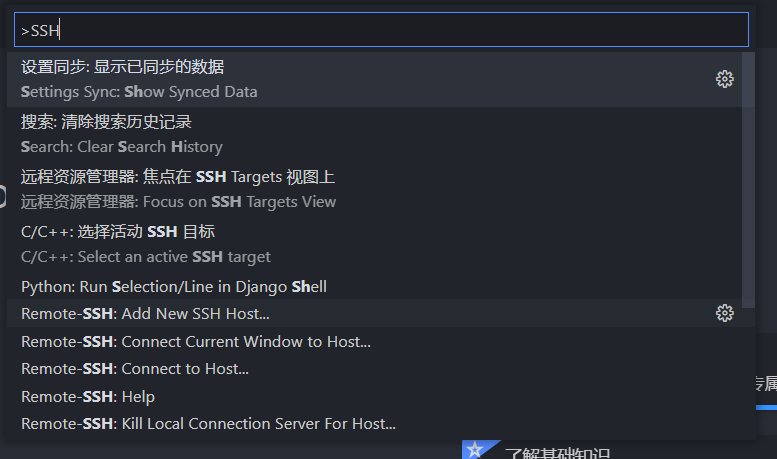 >SSH
设置同步: 显示已同步的数据
Settings Sync: Show Synced Data
搜索: 清除搜索历史记录
Search: Clear Search History
远程资源管理器: 焦点在 SSH Targets 视图上
远程资源管理器: Focus on SSH Targets View
C/C++: 选择活动 SSH 目标
C/C++: Select an active SSH target
Python: Run Selection/Line in Django Shell
Remote-SSH: Add New SSH Host...
Remote-SSH: Connect Current Window to Host...
Remote-SSH: Connect to Host...
专属
Remote-SSH: Help
Remote-SSH: Kill Local Connection Server For Host...
了解基础知识